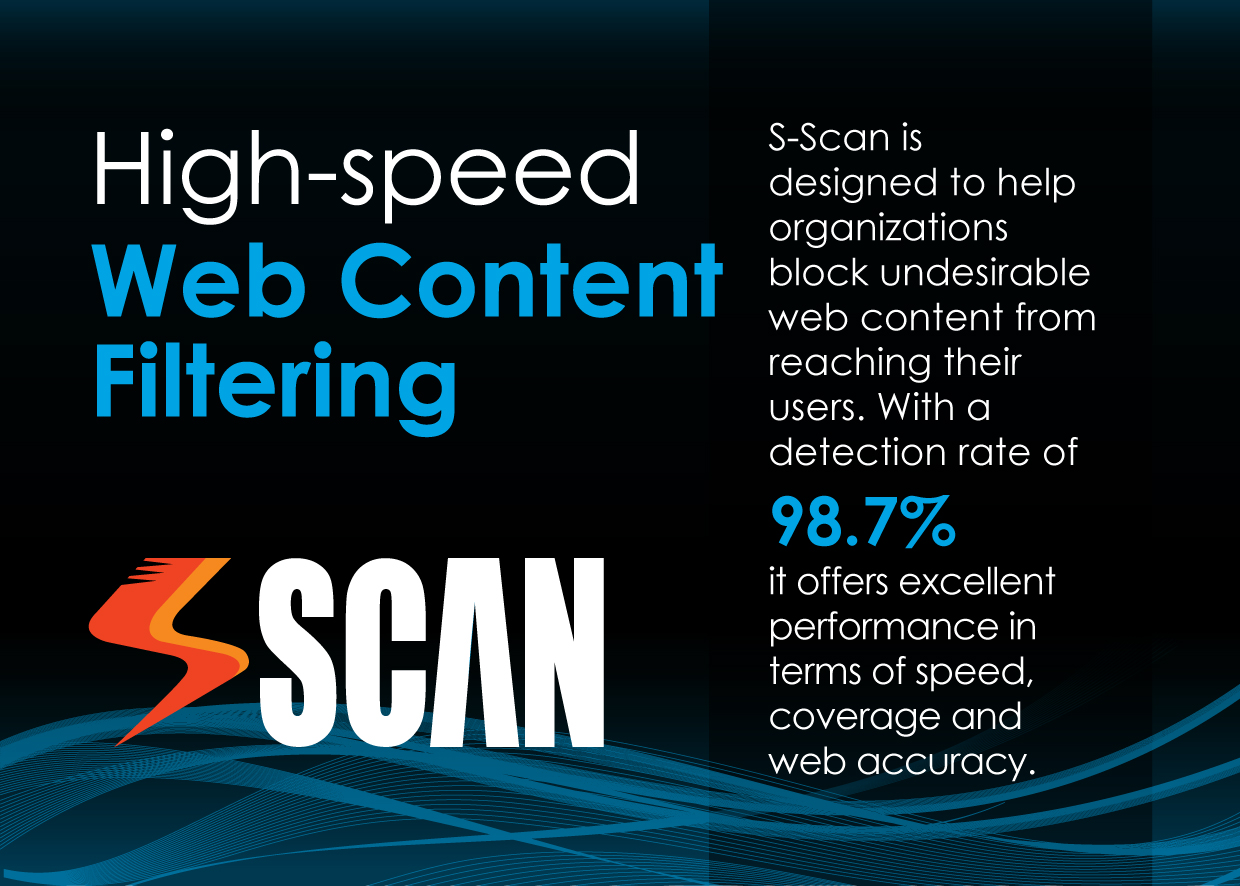 High-speed
Web Content
Filtering
SCAN
S-Scan is
designed to help
organizations
block undesirable
web content from
reaching their
users. With a
detection rate of
98.7%
it offers excellent
performance in
terms of speed,
coverage and
web accuracy.